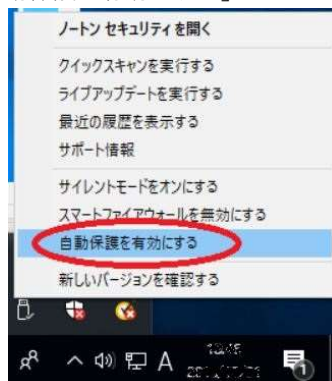 ノートン セキュリティを開く
クイックスキャンを実行する
ライブアップデートを実行する
最近の履歴を表示する
サポート情報
サイレントモードをオンにする
スマートファイアウォールを無効にする
自動保護を有効にする
新しいバージョンを確認する
A
1